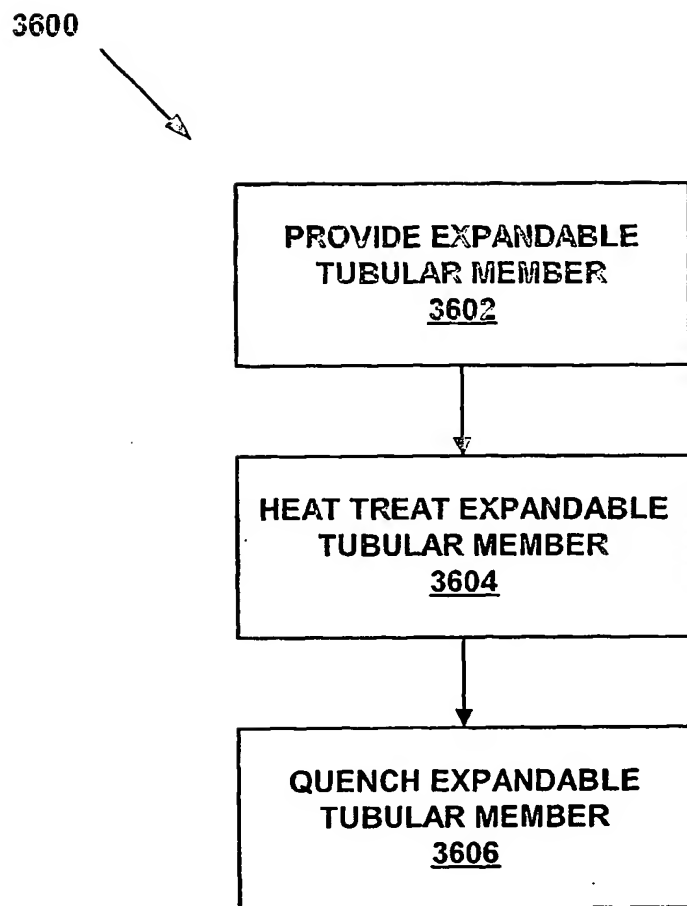 3600
PROVIDE EXPANDABLE
TUBULAR MEMBER
3602
HEAT TREAT EXPANDABLE
TUBULAR MEMBER
3604
QUENCH EXPANDABLE
TUBULAR MEMBER
3606